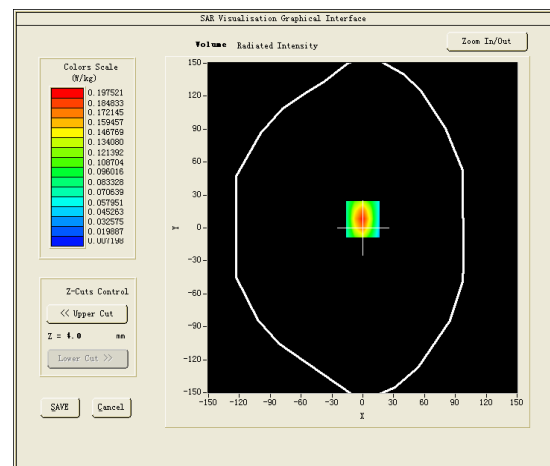 SAR Visualisation Graphical Interface
Volume Radiated Intensity
Zoom In/Out
Colors Scale
(W/kg)
0.197521
0.184833
0.172145
0.159457
0.146769
0.134080
0.121392
0.108704
0.096016
0.083328
0.070639
0.057951
0.045263
0.032575
0.019887
0.007198
Z-Cuts Control
<< Upper Cut
Z = 4.0 mm
Lower Cut >>
SAVE Cancel
150
120
90
60
30
0
-30
-60
-90
-120
-150
Y
-150 -120 -90 -60 -30 0 30 60 90 120 150
X